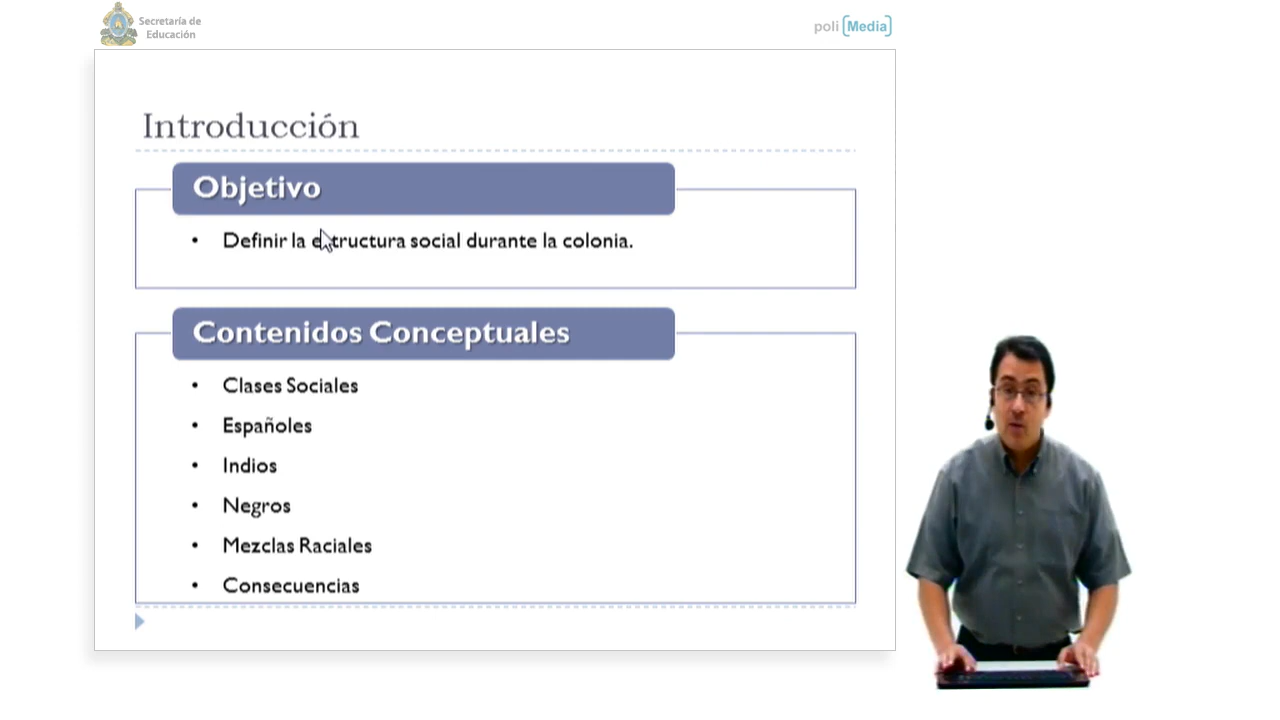 Secretaría de
Educación
poli [Media]
Introducción
Objetivo
• Definir la estructura social durante la colonia.
Contenidos Conceptuales
• Clases Sociales
• Españoles
• Indios
• Negros
• Mezclas Raciales
• Consecuencias